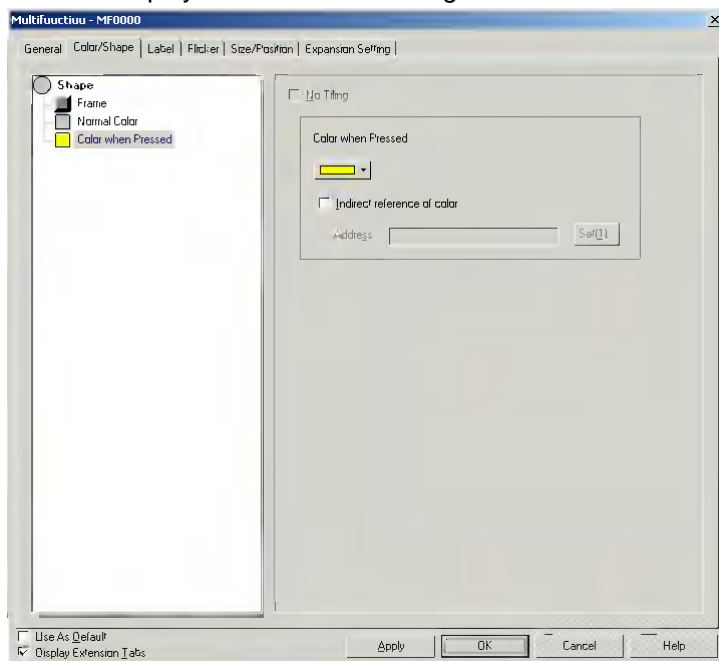 Multifuuctiuu - MF0000
General Calar/Shape Label Flicker Size/Pasitian Expansian Setting
Shape
Frame
Narmal Calar
Calar when Pressed
Na Tiling
Calar when Pressed
Indirect reference af calar
Address Set(1)
Use As Default
Display Extensian Tabs
Apply OK Cancel Help